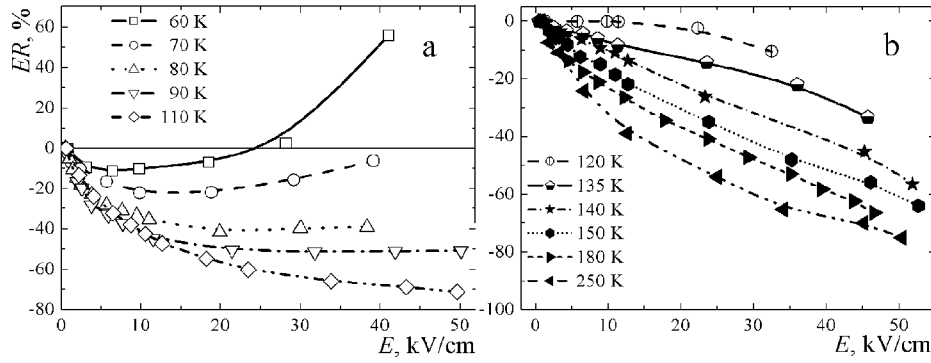 ER, %
60
40
20
0
-20
-40
-60
-80
0 10 20 30 40 50
E, kV/cm
a
60 K
70 K
80 K
90 K
110 K
0
-20
-40
-60
-80
-100
0 10 20 30 40 50
E, kV/cm
b
120 K
135 K
140 K
150 K
180 K
250 K